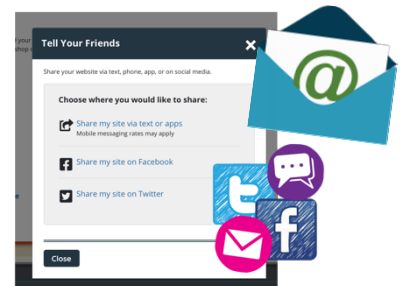 Tell Your Friends
Share your website via text, phone, app, or on social media.
Choose where you would like to share:
Share my site via text or apps
Mobile messaging rates may apply
Share my site on Facebook
Share my site on Twitter
Close